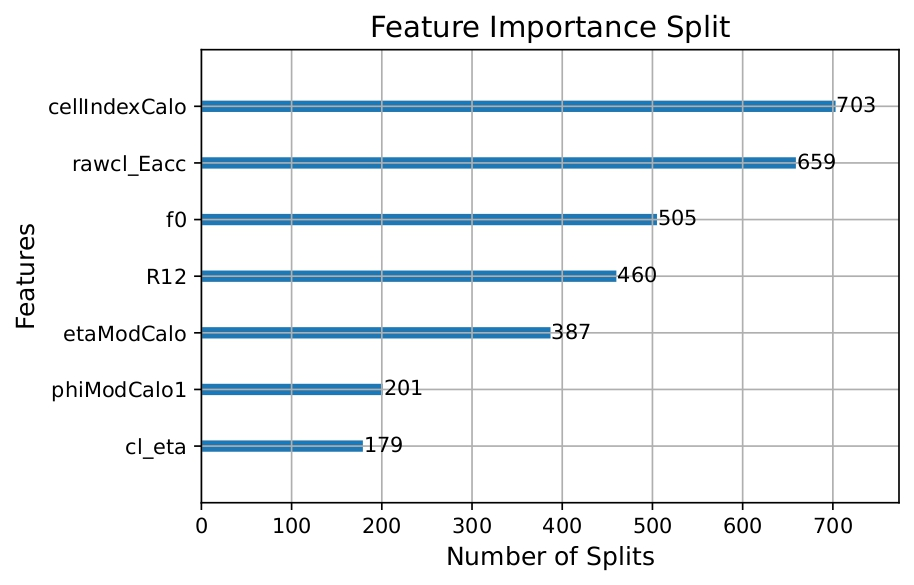 Feature Importance Split
cellIndexCalo 703
rawcl_Eacc 659
f0 505
R12 460
etaModCalo 387
phiModCalo1 201
cl_eta 179
Features
0 100 200 300 400 500 600 700
Number of Splits